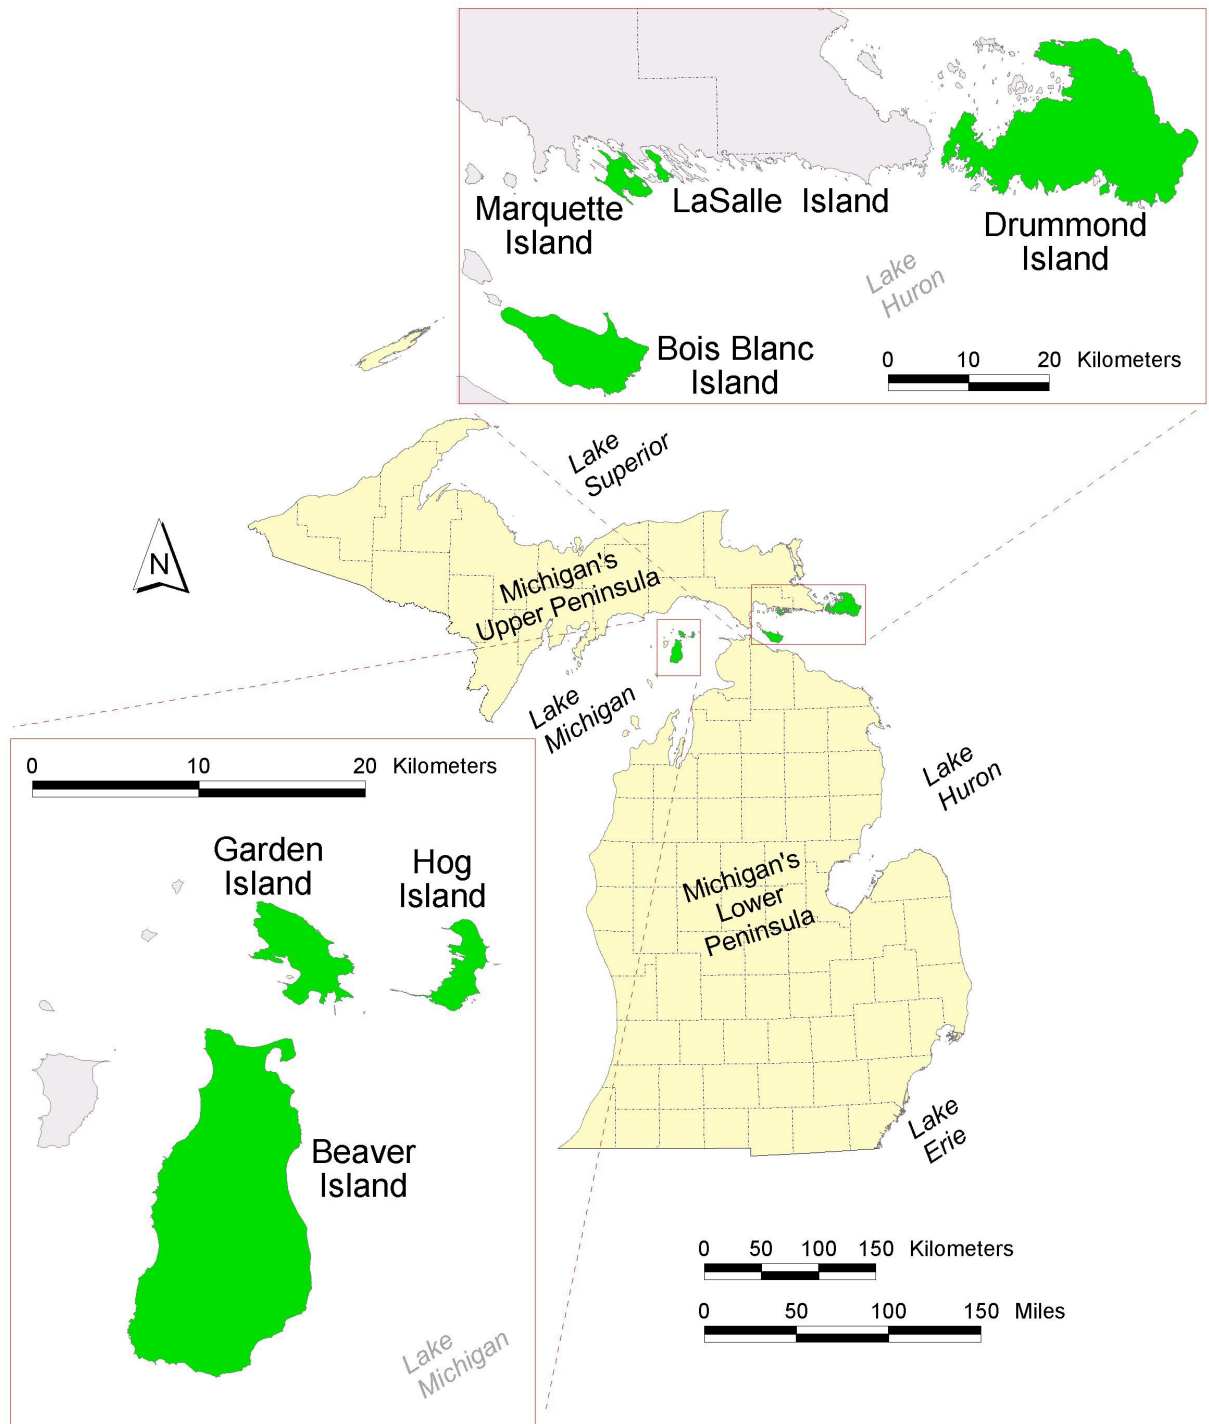 Marquette
Island
LaSalle Island
Drummond
Island
Lake
Huron
Bois Blanc
Island
0 10 20 Kilometers
Lake
Superior
N
Michigan's
Upper Peninsula
Lake
Michigan
Lake
Huron
0 10 20 Kilometers
Garden
Island
Hog
Island
Michigan's
Lower
Peninsula
Beaver
Island
Lake
Erie
Lake
Michigan
0 50 100 150 Kilometers
0 50 100 150 Miles